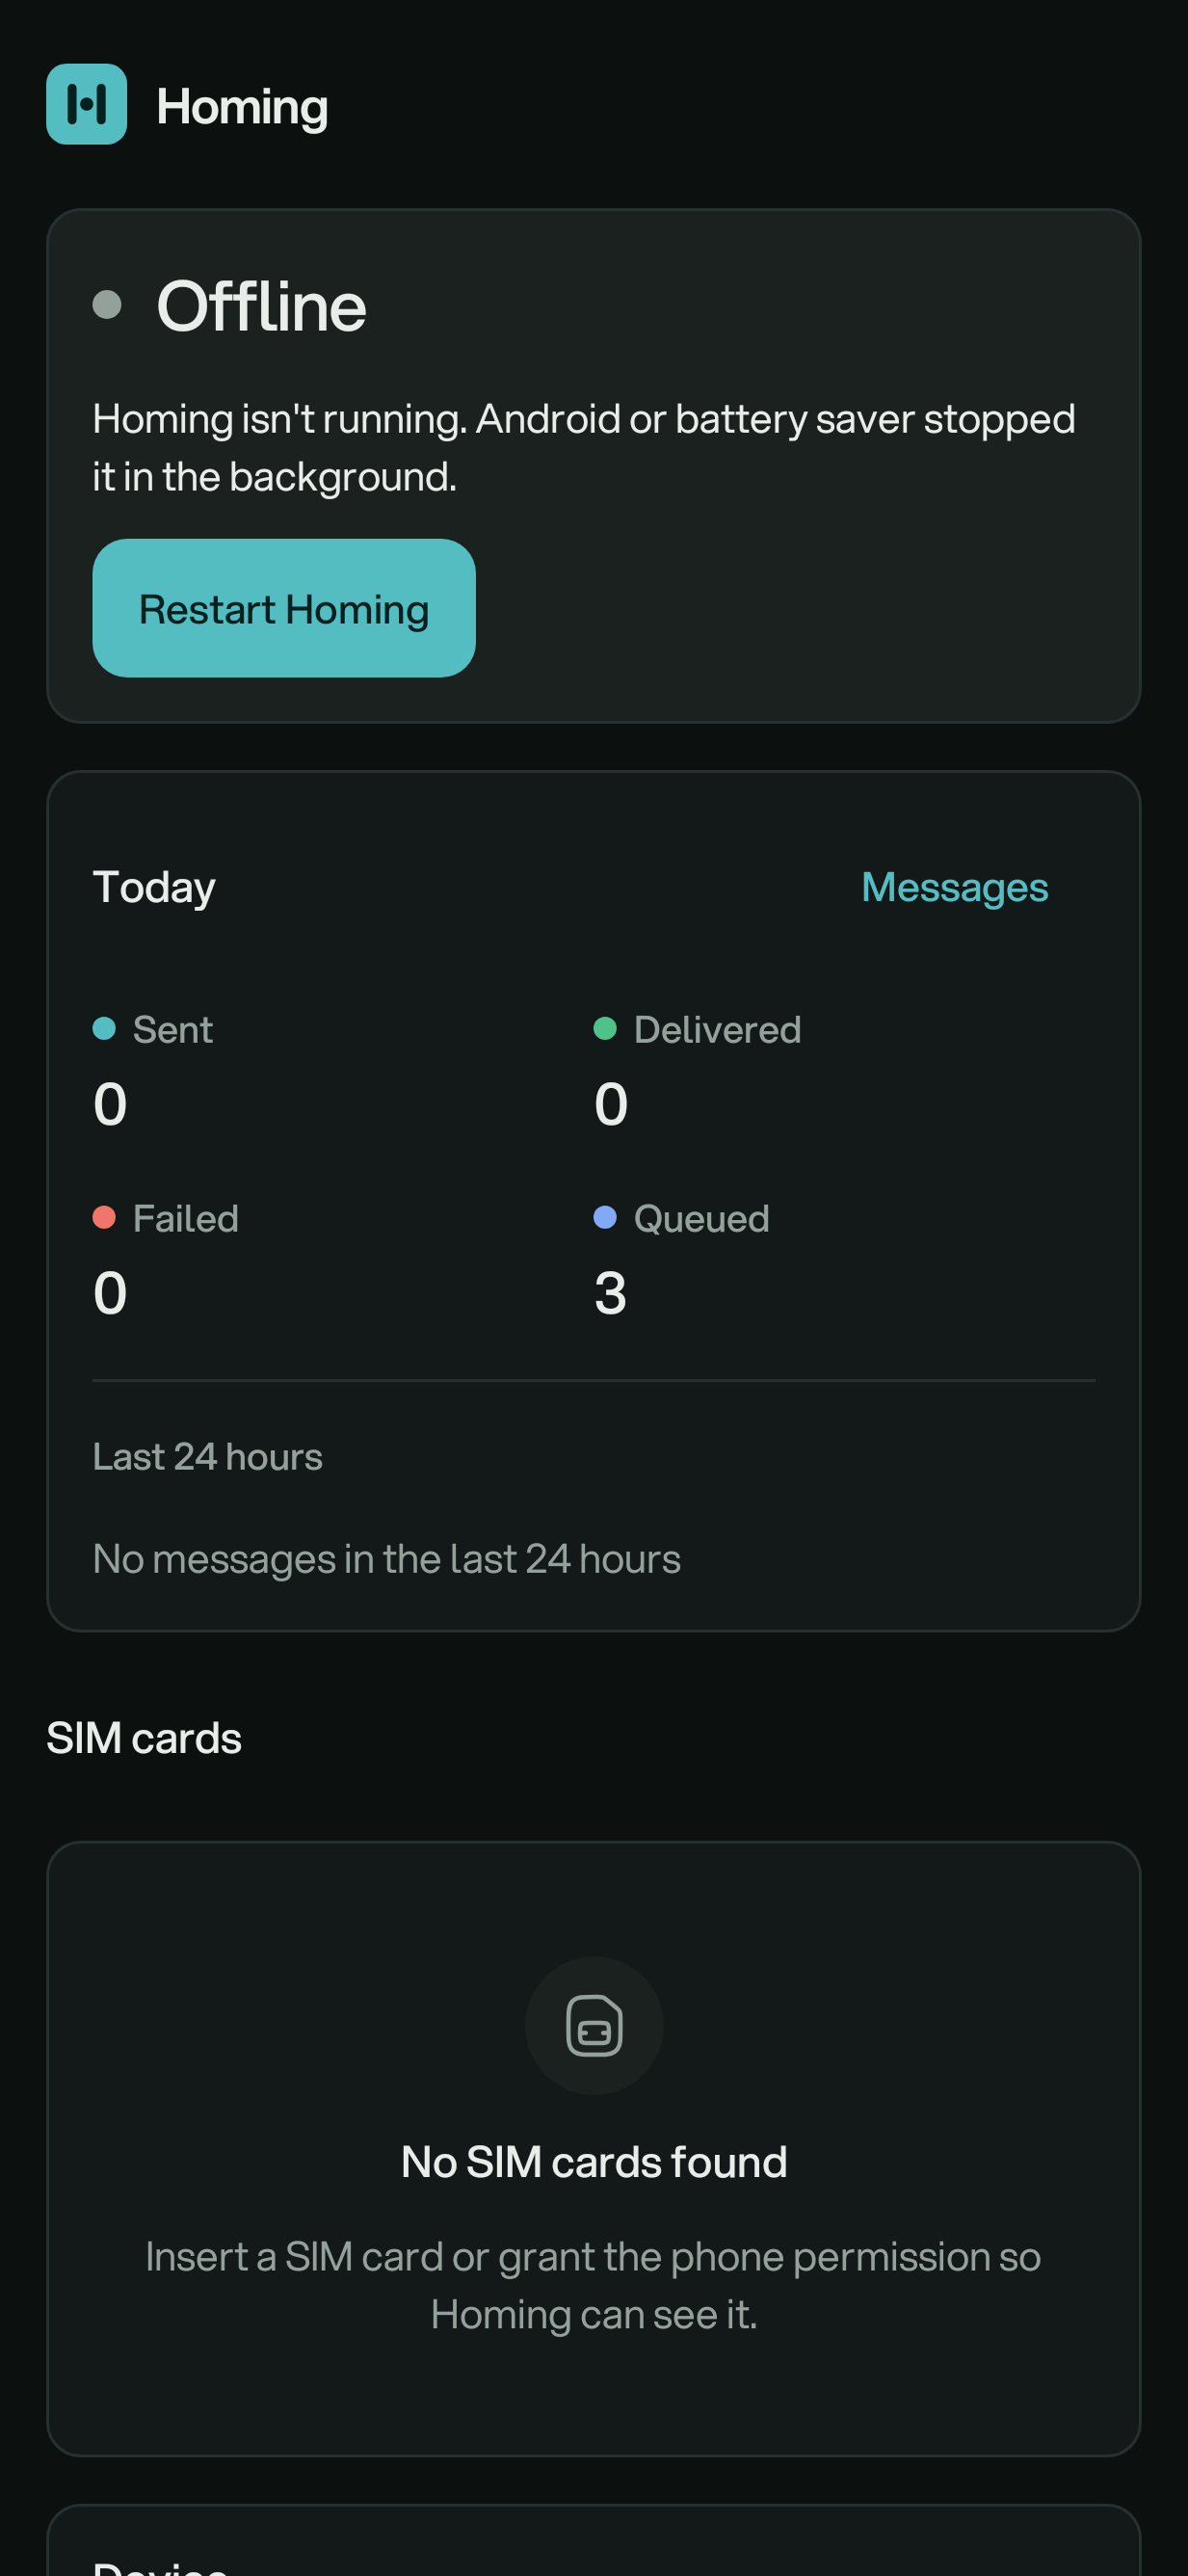 Homing
Offline
Homing isn't running. Android or battery saver stopped
it in the background.
Restart Homing
Today
Messages
Sent
Delivered
0
0
Failed
Queued
0
3
Last 24 hours
No messages in the last 24 hours
SIM cards
No SIM cards found
Insert a SIM card or grant the phone permission so
Homing can see it.
Device